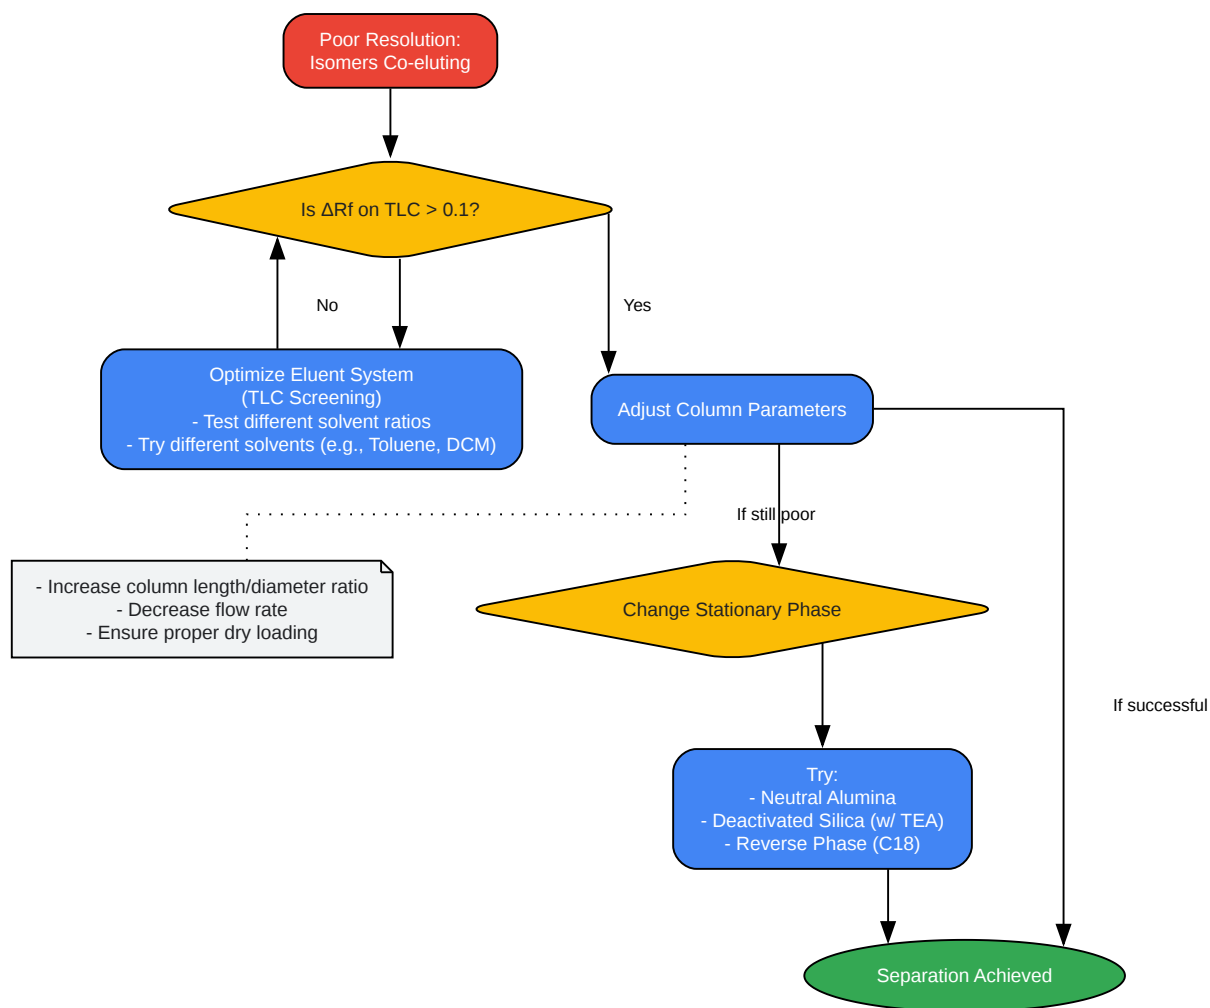 Poor Resolution:
Isomers Co-eluting
Is ΔRf on TLC > 0.1?
No
Yes
Optimize Eluent System
(TLC Screening)
- Test different solvent ratios
- Try different solvents (e.g., Toluene, DCM)
Adjust Column Parameters
If still poor
- Increase column length/diameter ratio
- Decrease flow rate
- Ensure proper dry loading
Change Stationary Phase
If successful
Try:
- Neutral Alumina
- Deactivated Silica (w/ TEA)
- Reverse Phase (C18)
Separation Achieved